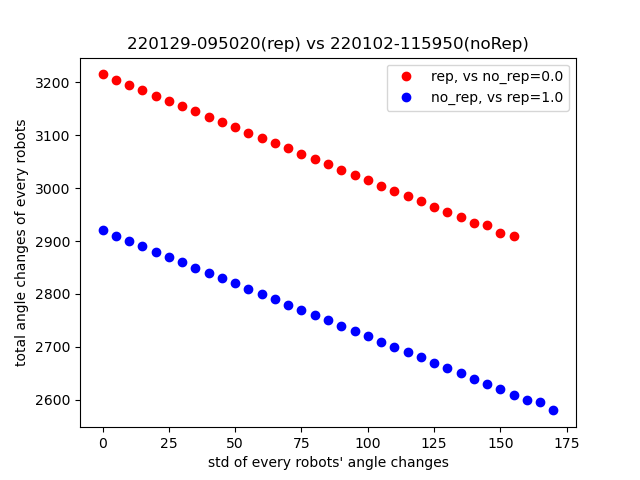 220129-095020(rep) vs 220102-115950(noRep)
rep, vs no_rep=0.0
no_rep, vs rep=1.0
total angle changes of every robots
3200
3100
3000
2900
2800
2700
2600
0 25 50 75 100 125 150 175
std of every robots' angle changes